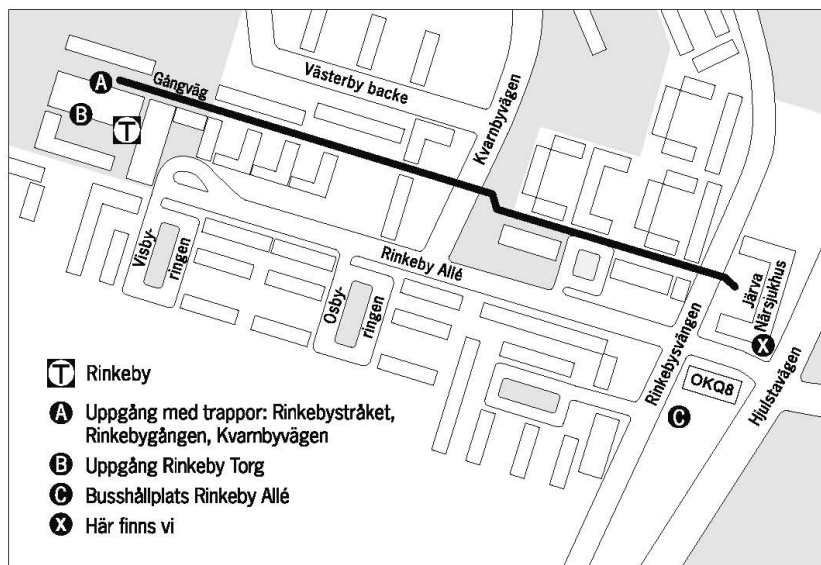 A
Gångväg
B
T
Västerby backe
Kvarnbyvägen
Visby-
ringen
Osby-
ringen
Rinkeby Allé
Rinkebysvängen
Järva
Närsjukhus
X
OKQ8
Hjulstavägen
C
T Rinkeby
A Uppgång med trappor: Rinkebystråket,
Rinkebygången, Kvarnbyvägen
B Uppgång Rinkeby Torg
C Busshållplats Rinkeby Allé
X Här finns vi